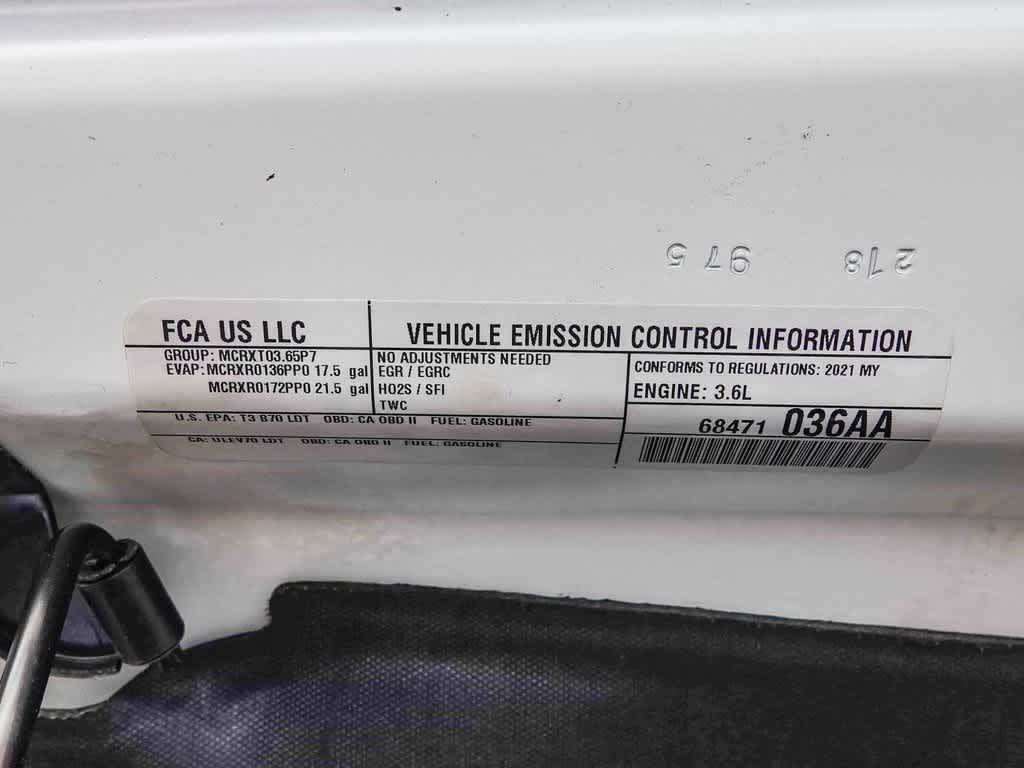 975 218
FCA US LLC
VEHICLE EMISSION CONTROL INFORMATION
GROUP: MCRXT03.65P7
EVAP: MCRXR0136PP0 17.5 gal
MCRXR0172PP0 21.5 gal
NO ADJUSTMENTS NEEDED
EGR / EGRC
HO2S / SFI
TWC
CONFORMS TO REGULATIONS: 2021 MY
ENGINE: 3.6L
U.S. EPA: T3 B70 LDT OBD: CA OBD II FUEL: GASOLINE
CA: ULEV70 LDT OBD: CA OBD II FUEL: GASOLINE
68471 036AA